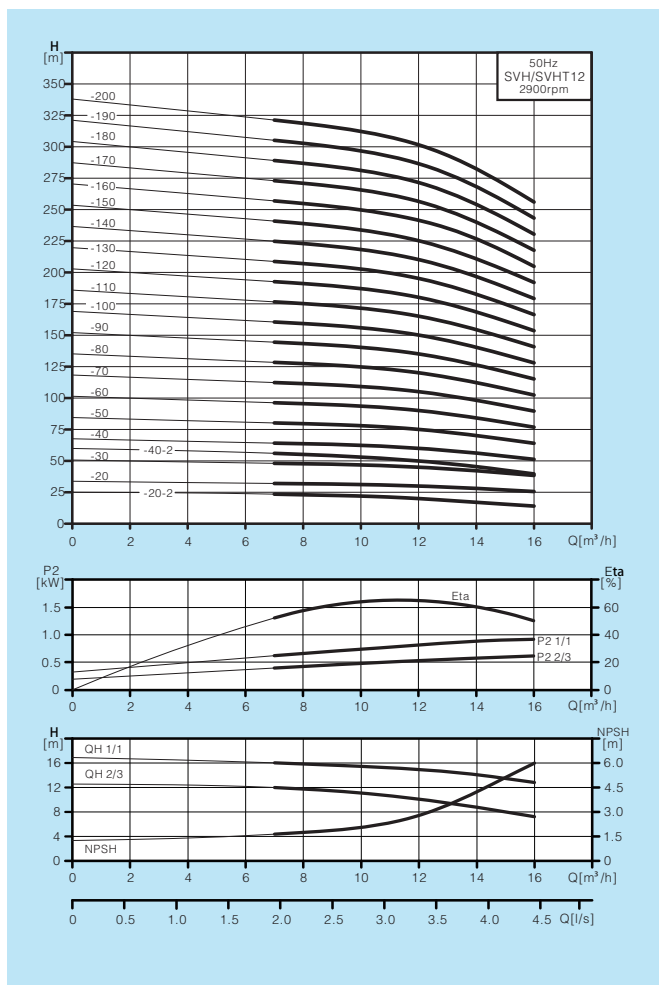 H
[m]
50Hz
SVH/SVHT12
2900rpm
350
325
300
275
250
225
200
175
150
125
100
75
50
25
0
-200
-190
-180
-170
-160
-150
-140
-130
-120
-110
-100
-90
-80
-70
-60
-50
-40
-40-2
-30
-20
-20-2
0 2 4 6 8 10 12 14 16 Q[m³/h]
P2
[kW]
Eta
[%]
1.5
1.0
0.5
0
Eta
P2 1/1
P2 2/3
60
40
20
0
0 2 4 6 8 10 12 14 16 Q[m³/h]
H
[m]
NPSH
[m]
16
12
8
4
0
QH 1/1
QH 2/3
NPSH
6.0
4.5
3.0
1.5
0
0 2 4 6 8 10 12 14 16 Q[m³/h]
0 0.5 1.0 1.5 2.0 2.5 3.0 3.5 4.0 4.5 Q[l/s]